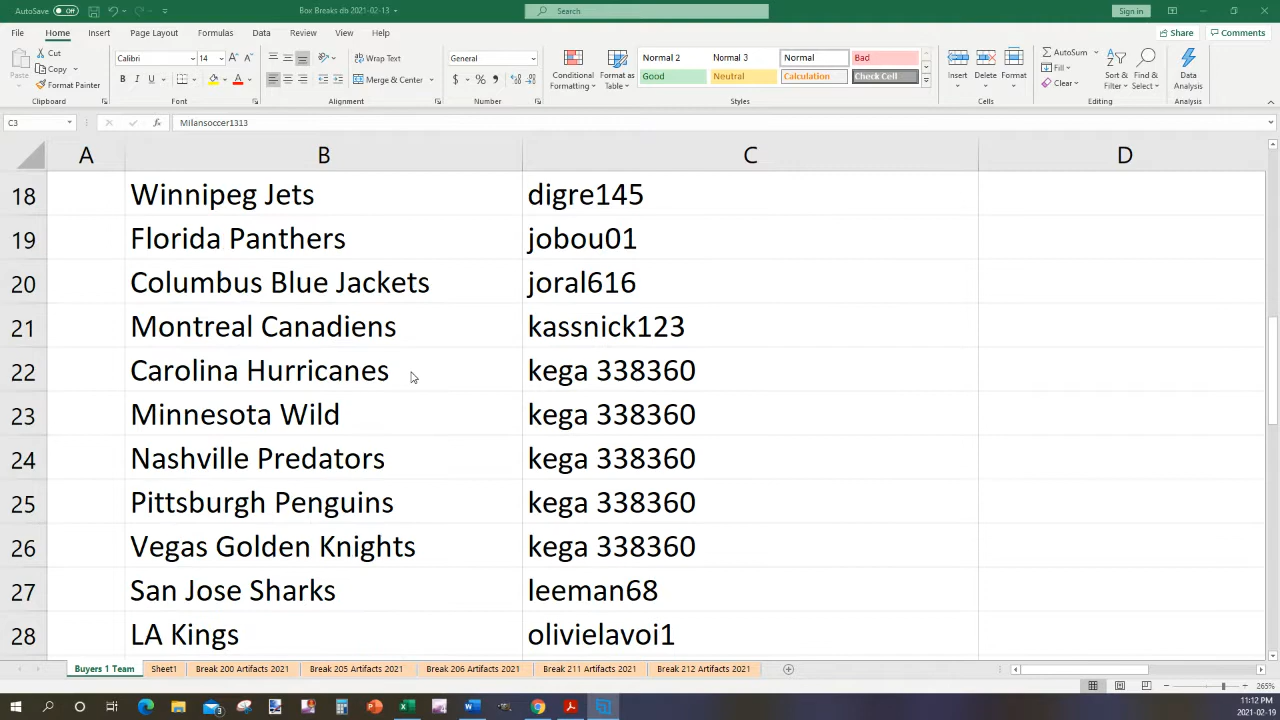 AutoSave Off Box Breaks db 2021-02-13 Search Sign in
File Home Insert Page Layout Formulas Data Review View Help Share Comments
Cut Calibri 14 Wrap Text General Normal 2 Normal 3 Normal Bad AutoSum
Paste Copy Conditional Format as Insert Delete Format Fill Sort & Find & Data
Format Painter B I U Merge & Center $ % Formatting Table Good Neutral Calculation Check Cell Clear Filter Select Analysis
Clipboard Font Alignment Number Styles Cells Editing Analysis
C3 fx Milansoccer1313
A B C D
18 Winnipeg Jets digre145
19 Florida Panthers jobou01
20 Columbus Blue Jackets joral616
21 Montreal Canadiens kassnick123
22 Carolina Hurricanes kega 338360
23 Minnesota Wild kega 338360
24 Nashville Predators kega 338360
25 Pittsburgh Penguins kega 338360
26 Vegas Golden Knights kega 338360
27 San Jose Sharks leeman68
28 LA Kings olivielavoi1
Buyers 1 Team Sheet1 Break 200 Artifacts 2021 Break 205 Artifacts 2021 Break 206 Artifacts 2021 Break 211 Artifacts 2021 Break 212 Artifacts 2021
265%
11:12 PM
2021-02-19